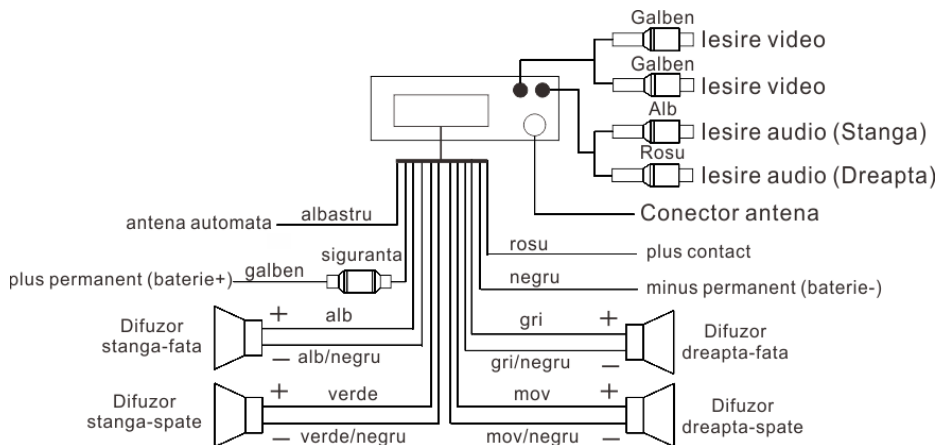 Galben
Iesire video
Galben
Iesire video
Alb
Iesire audio (Stanga)
Rosu
Iesire audio (Dreapta)
Conector antena
antena automata
albastru
rosu
plus contact
siguranta
plus permanent (baterie+)
galben
negru
minus permanent (baterie-)
Difuzor
stanga-fata
+
alb
− alb/negru
gri
+
gri/negru −
Difuzor
dreapta-fata
Difuzor
stanga-spate
+
verde
− verde/negru
mov
+
mov/negru −
Difuzor
dreapta-spate